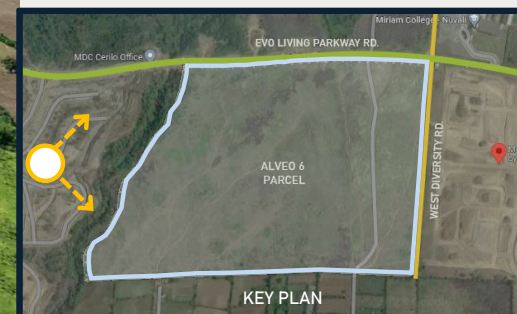 Miriam College - Nuvali
EVO LIVING PARKWAY RD.
MDC Cerilo Office
ALVEO 6
PARCEL
WEST DIVERSITY RD.
KEY PLAN